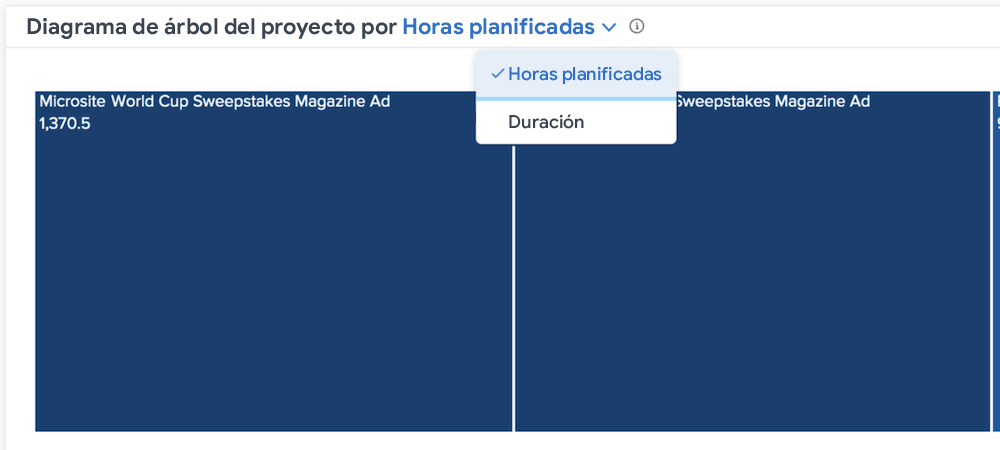 Diagrama de árbol del proyecto por Horas planificadas
Horas planificadas
Duración
Microsite World Cup Sweepstakes Magazine Ad
1,370.5
Sweepstakes Magazine Ad